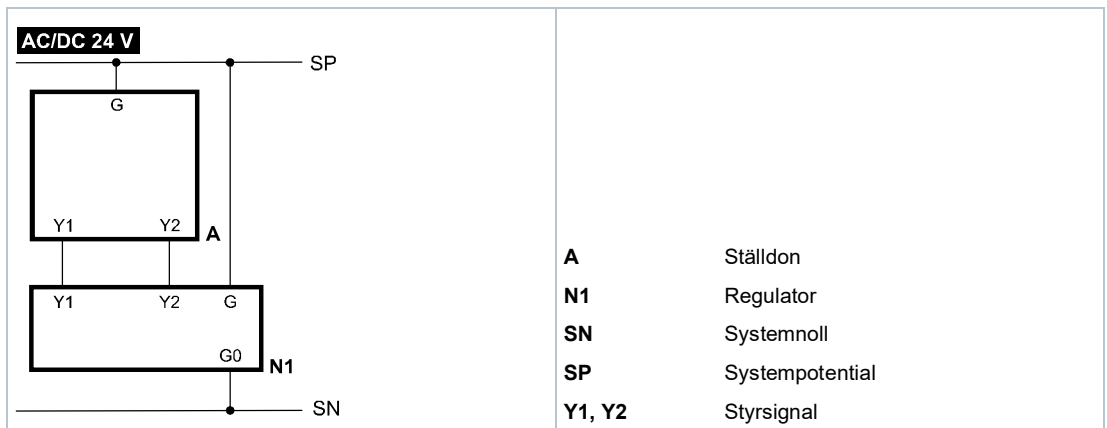 AC/DC 24 V
SP
G
Y1 Y2
A
Y1 Y2 G
G0
N1
SN
A Ställdon
N1 Regulator
SN Systemnoll
SP Systempotential
Y1, Y2 Styrsignal